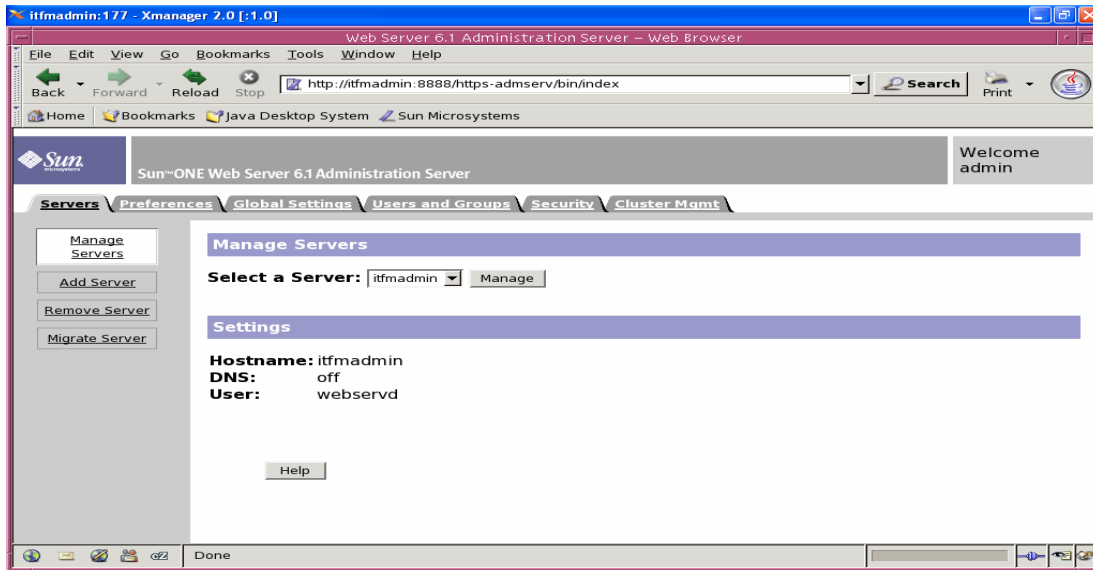 itfmadmin:177 - Xmanager 2.0 [:1.0]
Web Server 6.1 Administration Server – Web Browser
File Edit View Go Bookmarks Tools Window Help
Back Forward Reload Stop http://itfmadmin:8888/https-admserv/bin/index Search Print
Home Bookmarks Java Desktop System Sun Microsystems
Sun
microsystems
Sun™ONE Web Server 6.1 Administration Server
Welcome
admin
Servers Preferences Global Settings Users and Groups Security Cluster Mgmt
Manage
Servers
Add Server
Remove Server
Migrate Server
Manage Servers
Select a Server: itfmadmin Manage
Settings
Hostname: itfmadmin
DNS: off
User: webservd
Help
Done